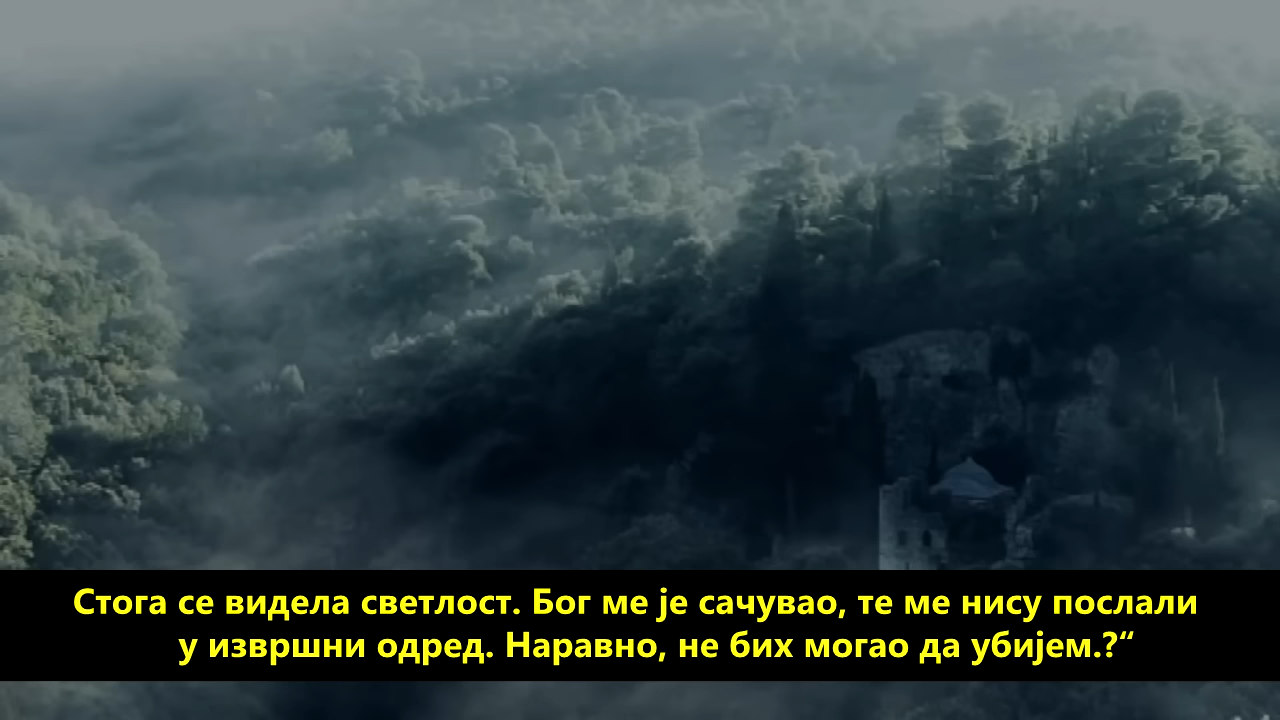 Стога се видела светлост. Бог ме је сачувао, те ме нису послали
у извршни одред. Наравно, не бих могао да убијем.?“